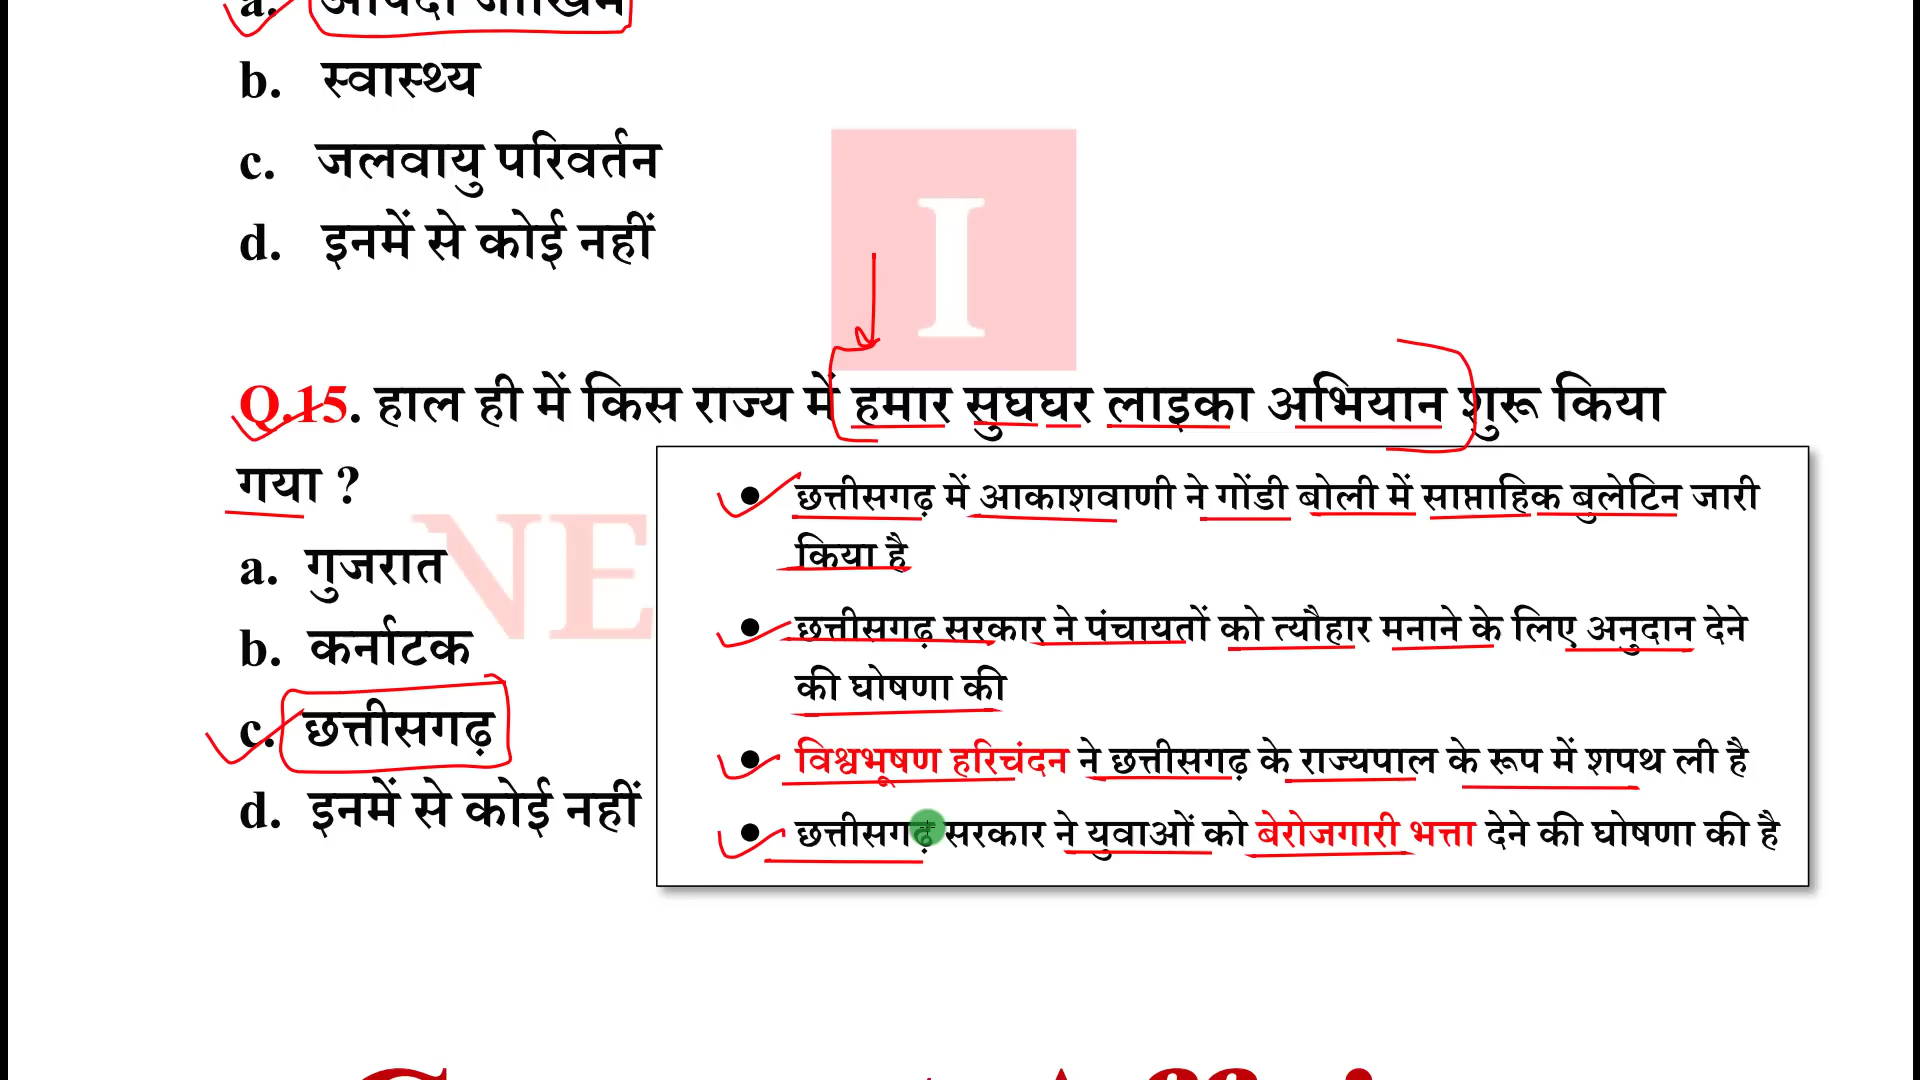 a. आपदा जोखिम
b. स्वास्थ्य
c. जलवायु परिवर्तन
d. इनमें से कोई नहीं
I
Q.15. हाल ही में किस राज्य में हमार सुघघर लाइका अभियान शुरू किया
गया ?
NE
a. गुजरात
b. कर्नाटक
c. छत्तीसगढ़
d. इनमें से कोई नहीं
● छत्तीसगढ़ में आकाशवाणी ने गोंडी बोली में साप्ताहिक बुलेटिन जारी
किया है
● छत्तीसगढ़ सरकार ने पंचायतों को त्यौहार मनाने के लिए अनुदान देने
की घोषणा की
● विश्वभूषण हरिचंदन ने छत्तीसगढ़ के राज्यपाल के रूप में शपथ ली है
● छत्तीसगढ़ सरकार ने युवाओं को बेरोजगारी भत्ता देने की घोषणा की है